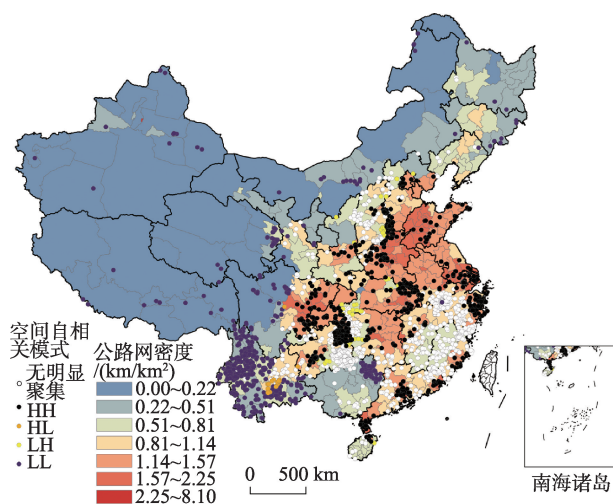 空间自相
关模式
无明显
聚集
HH
HL
LH
LL
公路网密度
/(km/km²)
0.00~0.22
0.22~0.51
0.51~0.81
0.81~1.14
1.14~1.57
1.57~2.25
2.25~8.10
0 500 km
南海诸岛